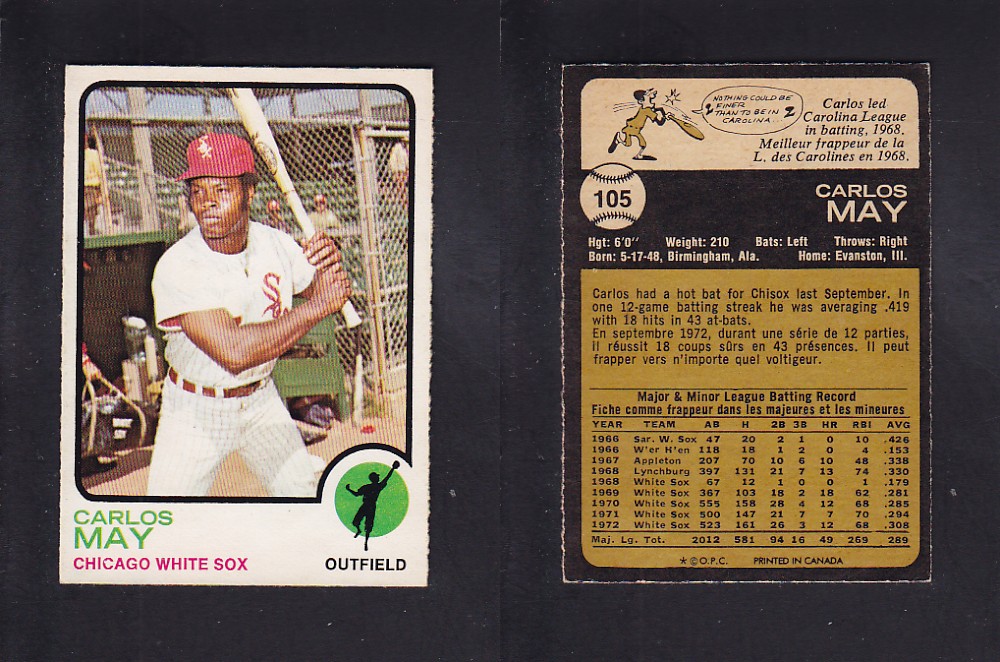 CARLOS
MAY
CHICAGO WHITE SOX
OUTFIELD
NOTHING COULD BE
FINER
THAN TO BE IN
CAROLINA...
Carlos led
Carolina League
in batting, 1968.
Meilleur frappeur de la
L. des Carolines en 1968.
105
CARLOS
MAY
Hgt: 6'0" Weight: 210 Bats: Left Throws: Right
Born: 5-17-48, Birmingham, Ala. Home: Evanston, Ill.
Carlos had a hot bat for Chisox last September. In
one 12-game batting streak he was averaging .419
with 18 hits in 43 at-bats.
En septembre 1972, durant une série de 12 parties,
il réussit 18 coups sûrs en 43 présences. Il peut
frapper vers n'importe quel voltigeur.
Major & Minor League Batting Record
Fiche comme frappeur dans les majeures et les mineures
YEAR TEAM AB H 2B 3B HR RBI AVG
1966 Sar. W. Sox 47 20 2 1 0 10 .426
1966 W'er H'en 118 18 1 2 0 4 .153
1967 Appleton 207 70 10 6 10 48 .338
1968 Lynchburg 397 131 21 7 13 74 .330
1968 White Sox 67 12 1 0 0 1 .179
1969 White Sox 367 103 18 2 18 62 .281
1970 White Sox 555 158 28 4 12 68 .285
1971 White Sox 500 147 21 7 7 70 .294
1972 White Sox 523 161 26 3 12 68 .308
Maj. Lg. Tot. 2012 581 94 16 49 269 .289
* © O.P.C. PRINTED IN CANADA